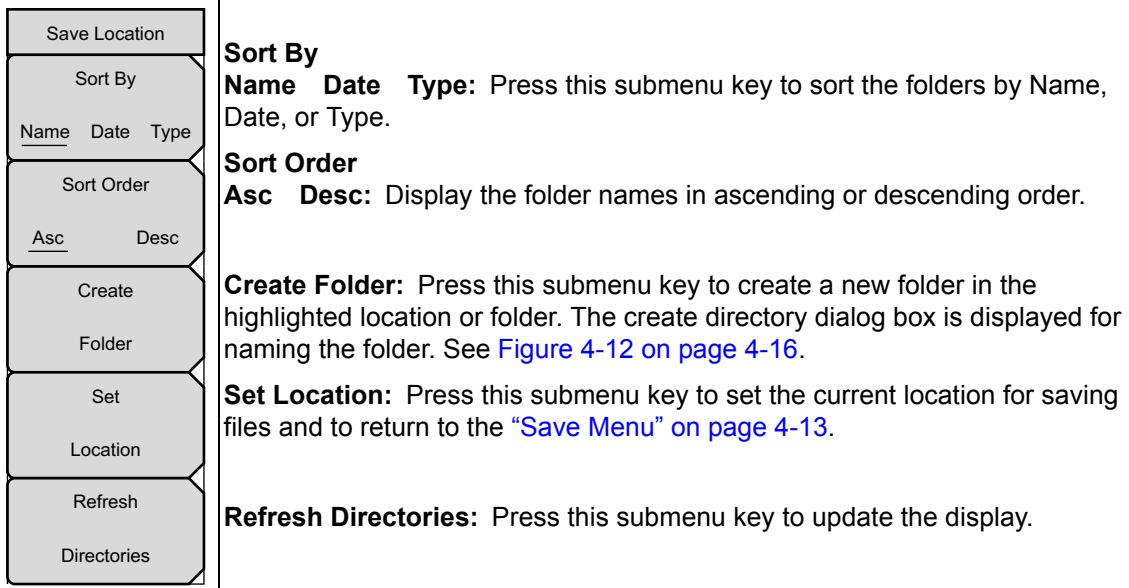 Save Location
Sort By
Name Date Type
Sort Order
Asc Desc
Create
Folder
Set
Location
Refresh
Directories
Sort By
Name Date Type: Press this submenu key to sort the folders by Name,
Date, or Type.
Sort Order
Asc Desc: Display the folder names in ascending or descending order.
Create Folder: Press this submenu key to create a new folder in the
highlighted location or folder. The create directory dialog box is displayed for
naming the folder. See Figure 4-12 on page 4-16.
Set Location: Press this submenu key to set the current location for saving
files and to return to the “Save Menu” on page 4-13.
Refresh Directories: Press this submenu key to update the display.